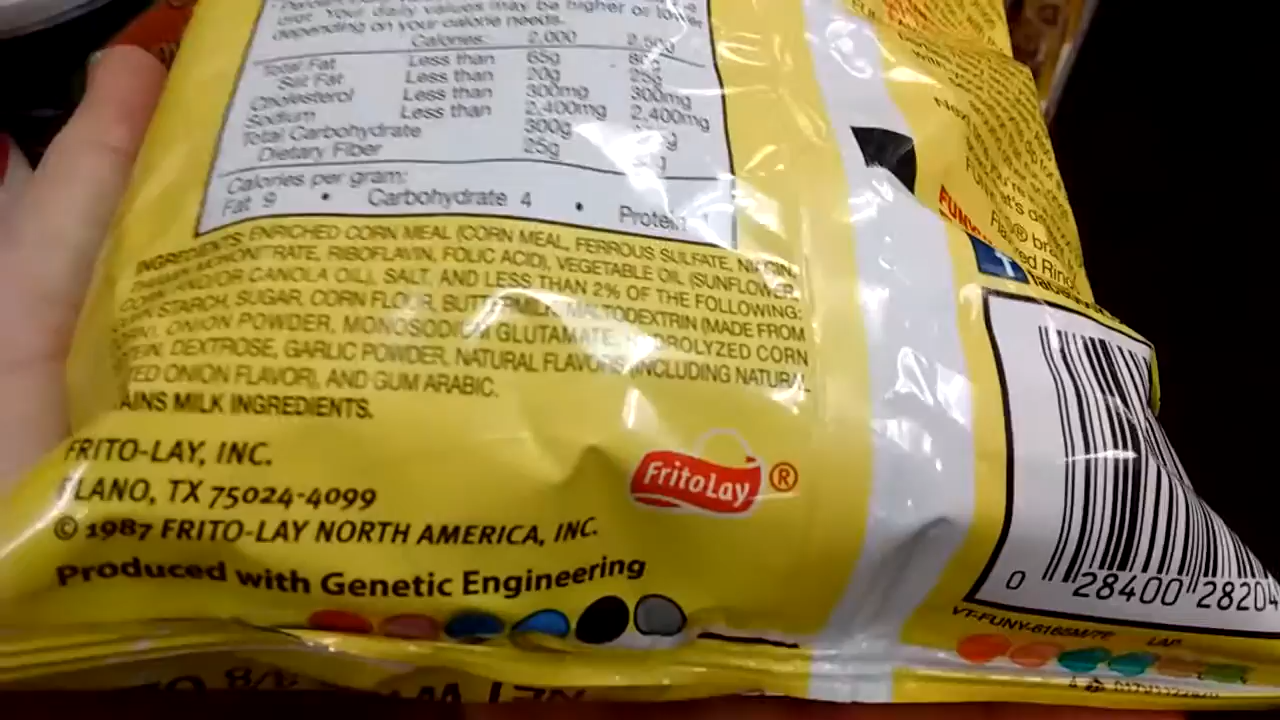 diet. Your daily values may be higher or lower
depending on your calorie needs.
Calories: 2,000 2,500
Total Fat Less than 65g 80g
Sat Fat Less than 20g 25g
Cholesterol Less than 300mg 300mg
Sodium Less than 2,400mg 2,400mg
Total Carbohydrate 300g
Dietary Fiber 25g
Calories per gram:
Fat 9 • Carbohydrate 4 • Protein
INGREDIENTS: ENRICHED CORN MEAL (CORN MEAL, FERROUS SULFATE, NIACIN,
THIAMIN MONONITRATE, RIBOFLAVIN, FOLIC ACID), VEGETABLE OIL (SUNFLOWER,
CORN, AND/OR CANOLA OIL), SALT, AND LESS THAN 2% OF THE FOLLOWING:
CORN STARCH, SUGAR, CORN FLOUR, BUTTERMILK, MALTODEXTRIN (MADE FROM
CORN), ONION POWDER, MONOSODIUM GLUTAMATE, HYDROLYZED CORN
PROTEIN, DEXTROSE, GARLIC POWDER, NATURAL FLAVORS (INCLUDING NATURAL
ONION FLAVOR), AND GUM ARABIC.
CONTAINS MILK INGREDIENTS.
FRITO-LAY, INC.
PLANO, TX 75024-4099
© 1987 FRITO-LAY NORTH AMERICA, INC.
Produced with Genetic Engineering
FritoLay ®
0 28400 28204